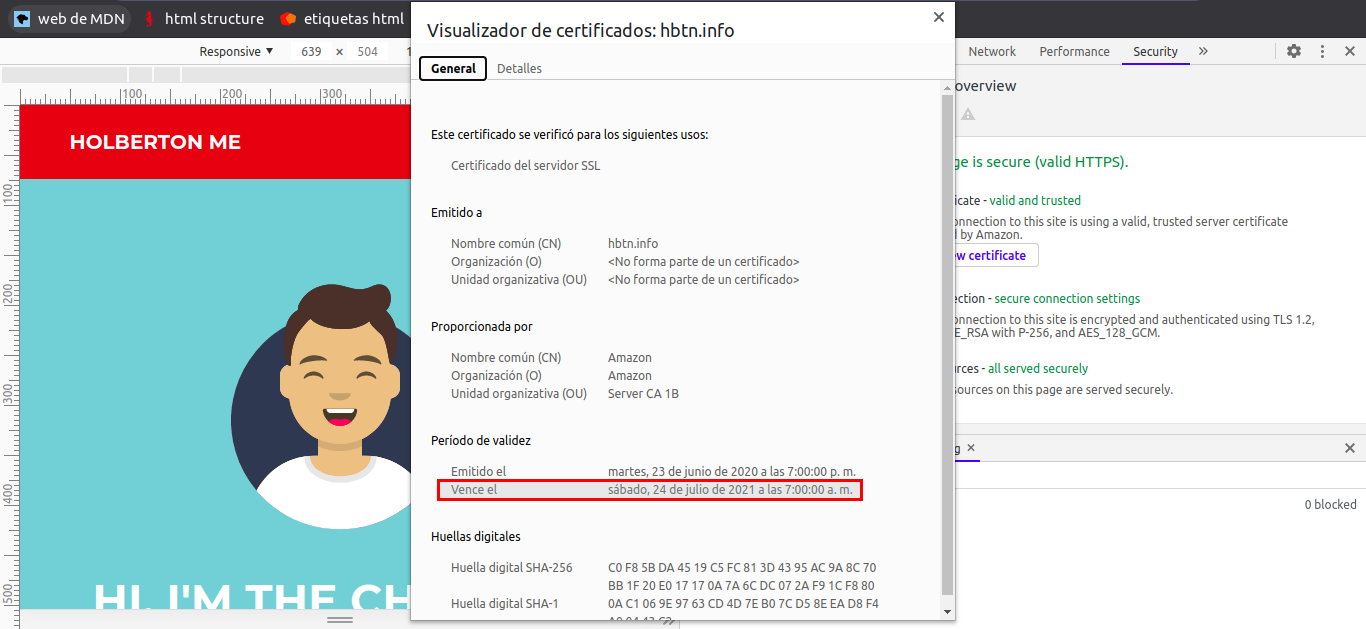 web de MDN
html structure
etiquetas html
Responsive
639 × 504
100
200
300
100
200
300
400
500
HOLBERTON ME
HI, I'M THE CH
Visualizador de certificados: hbtn.info
General
Detalles
Este certificado se verificó para los siguientes usos:
Certificado del servidor SSL
Emitido a
Nombre común (CN) hbtn.info
Organización (O) <No forma parte de un certificado>
Unidad organizativa (OU) <No forma parte de un certificado>
Proporcionada por
Nombre común (CN) Amazon
Organización (O) Amazon
Unidad organizativa (OU) Server CA 1B
Período de validez
Emitido el martes, 23 de junio de 2020 a las 7:00:00 p. m.
Vence el sábado, 24 de julio de 2021 a las 7:00:00 a. m.
Huellas digitales
Huella digital SHA-256 C0 F8 5B DA 45 19 C5 FC 81 3D 43 95 AC 9A 8C 70
BB 1F 20 E0 17 17 0A 7A 6C DC 07 2A F9 1C F8 80
Huella digital SHA-1 0A C1 06 9E 97 63 CD 4D 7E B0 7C D5 8E EA D8 F4
Network
Performance
Security
overview
ge is secure (valid HTTPS).
icate - valid and trusted
onnection to this site is using a valid, trusted server certificate
d by Amazon.
ew certificate
ection - secure connection settings
onnection to this site is encrypted and authenticated using TLS 1.2,
E_RSA with P-256, and AES_128_GCM.
rces - all served securely
sources on this page are served securely.
g
0 blocked